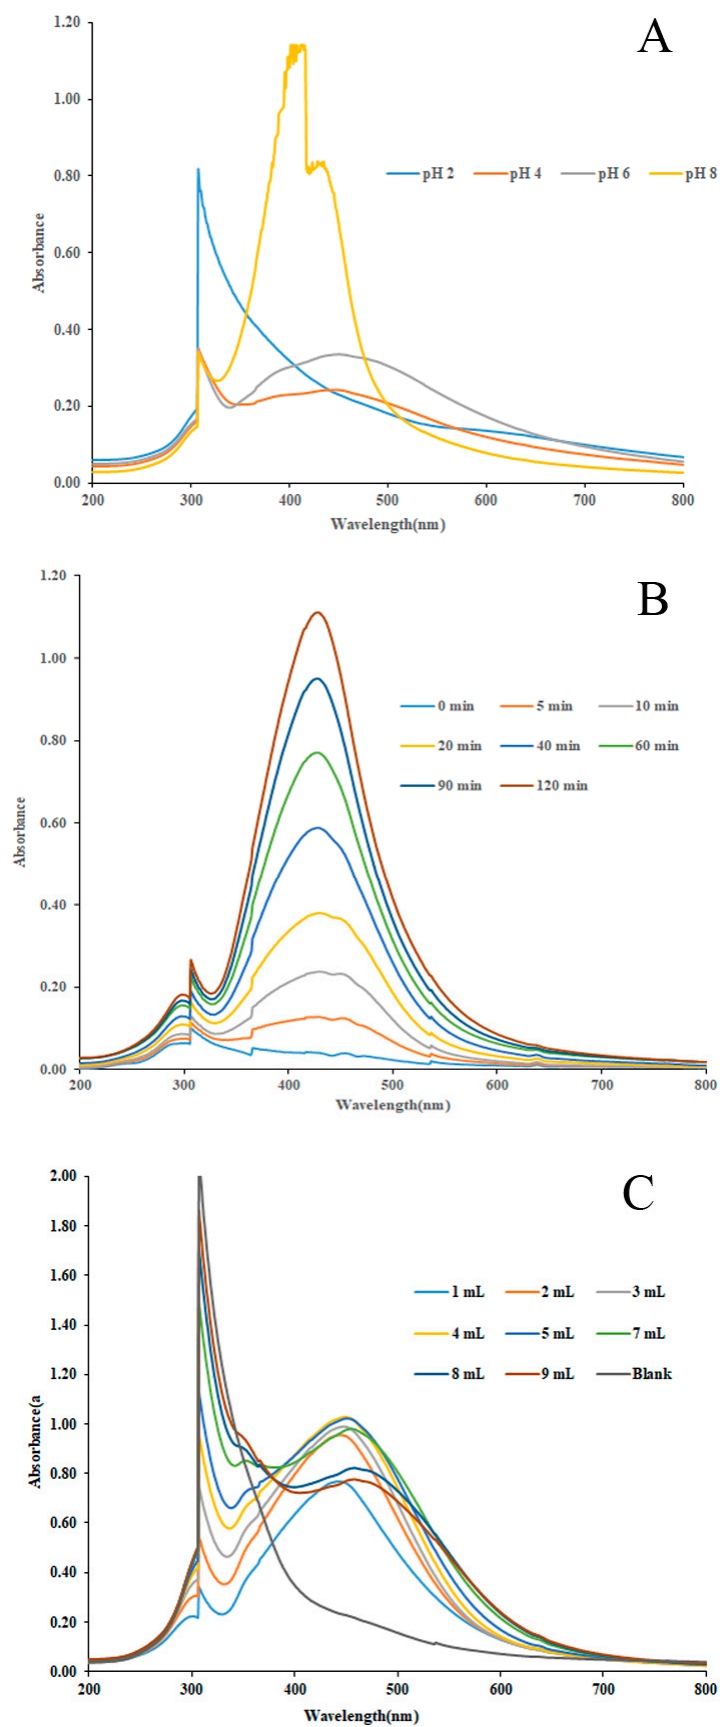 1.20
A
1.00
0.80
pH 2 pH 4 pH 6 pH 8
0.60
Absorbance
0.40
0.20
0.00
200 300 400 500 600 700 800
Wavelength(nm)
1.20
B
1.00
0 min 5 min 10 min
0.80
20 min 40 min 60 min
90 min 120 min
Absorbance
0.60
0.40
0.20
0.00
200 300 400 500 600 700 800
Wavelength(nm)
2.00
C
1.80
1.60
1 mL 2 mL 3 mL
1.40
4 mL 5 mL 7 mL
1.20
8 mL 9 mL Blank
1.00
Absorbance(a
0.80
0.60
0.40
0.20
0.00
200 300 400 500 600 700 800
Wavelength(nm)